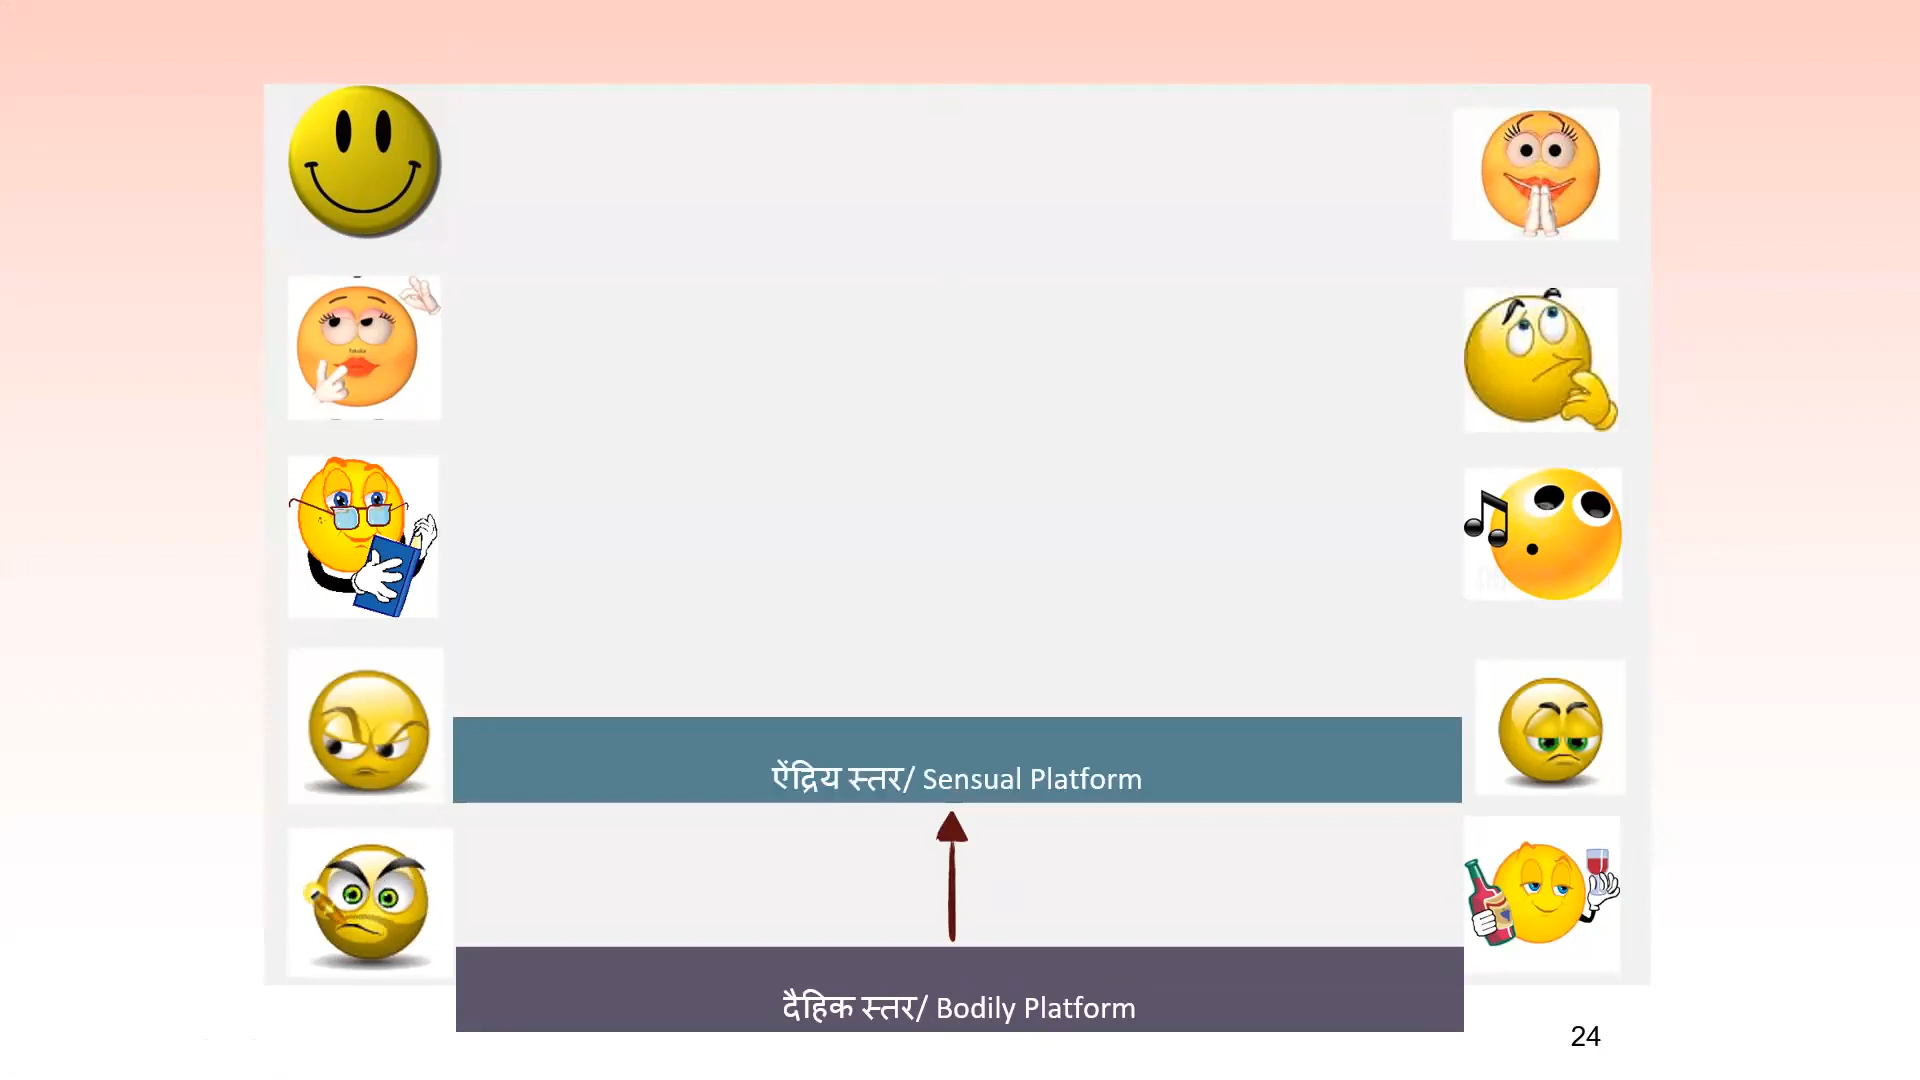 ऐंद्रिय स्तर/ Sensual Platform
दैहिक स्तर/ Bodily Platform
24